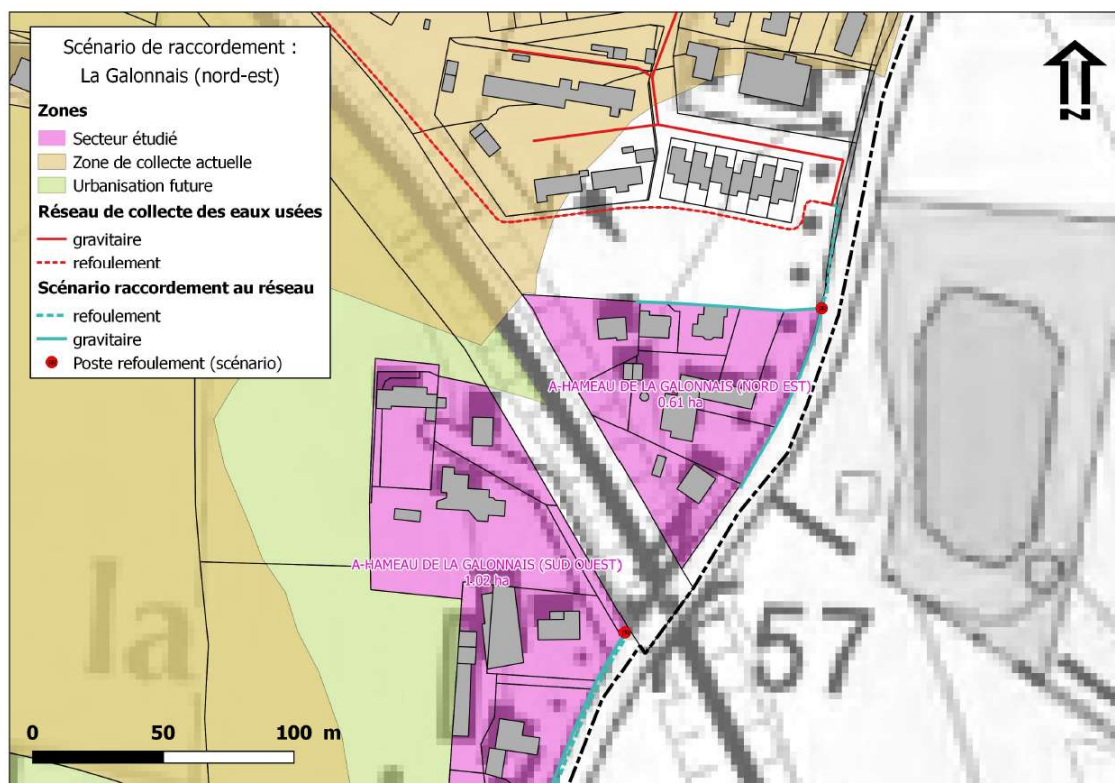 Scénario de raccordement :
La Galonnais (nord-est)
Zones
Secteur étudié
Zone de collecte actuelle
Urbanisation future
Réseau de collecte des eaux usées
gravitaire
refoulement
Scénario raccordement au réseau
refoulement
gravitaire
Poste refoulement (scénario)
N
A-HAMEAU DE LA GALONNAIS (NORD EST)
0.61 ha
A-HAMEAU DE LA GALONNAIS (SUD OUEST)
1.02 ha
la
57
0 50 100 m